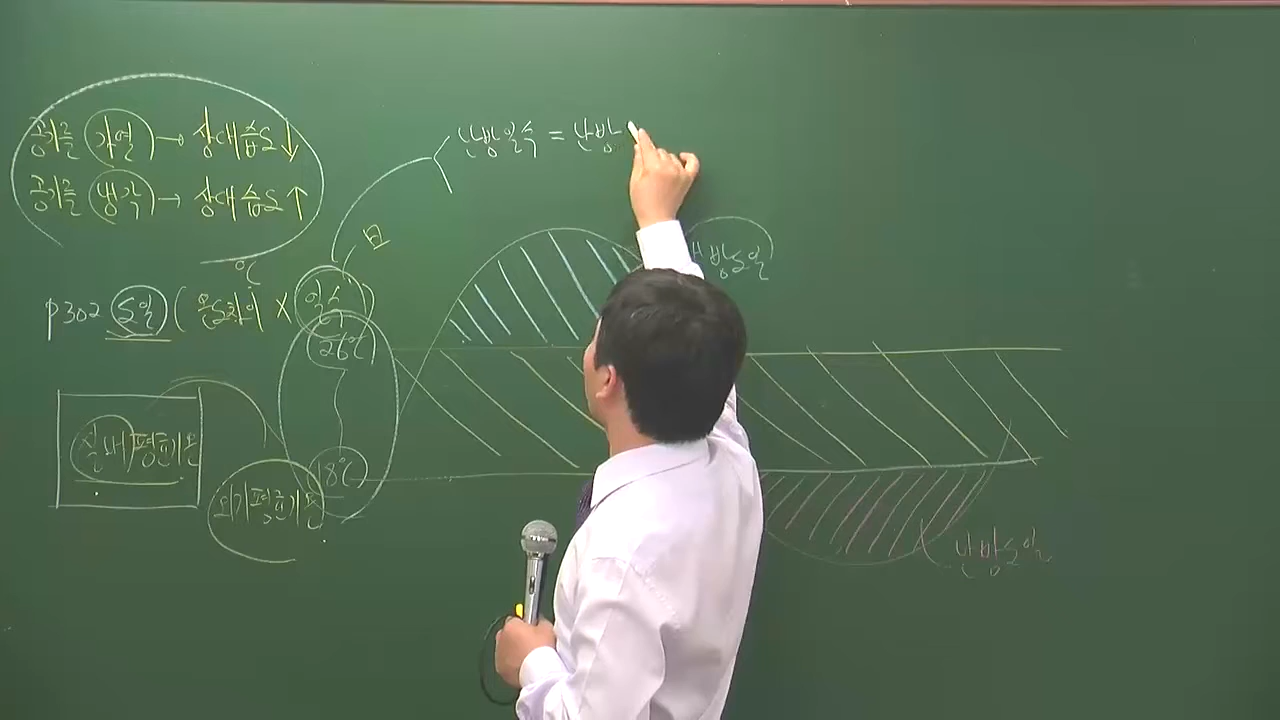 공기를 가열 → 상대습도↓
공기를 냉각 → 상대습도↑
난방일수 = 난방
℃
日
p302 도일 ( 온도차이 × 일수 )
방도일
26℃
실내평균기온
18℃
외기평균기온
난방도일